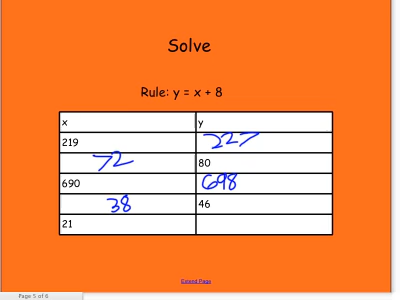 Solve
Rule: y = x + 8
x y
219 227
72 80
690 698
38 46
21
Extend Page
Page 5 of 6